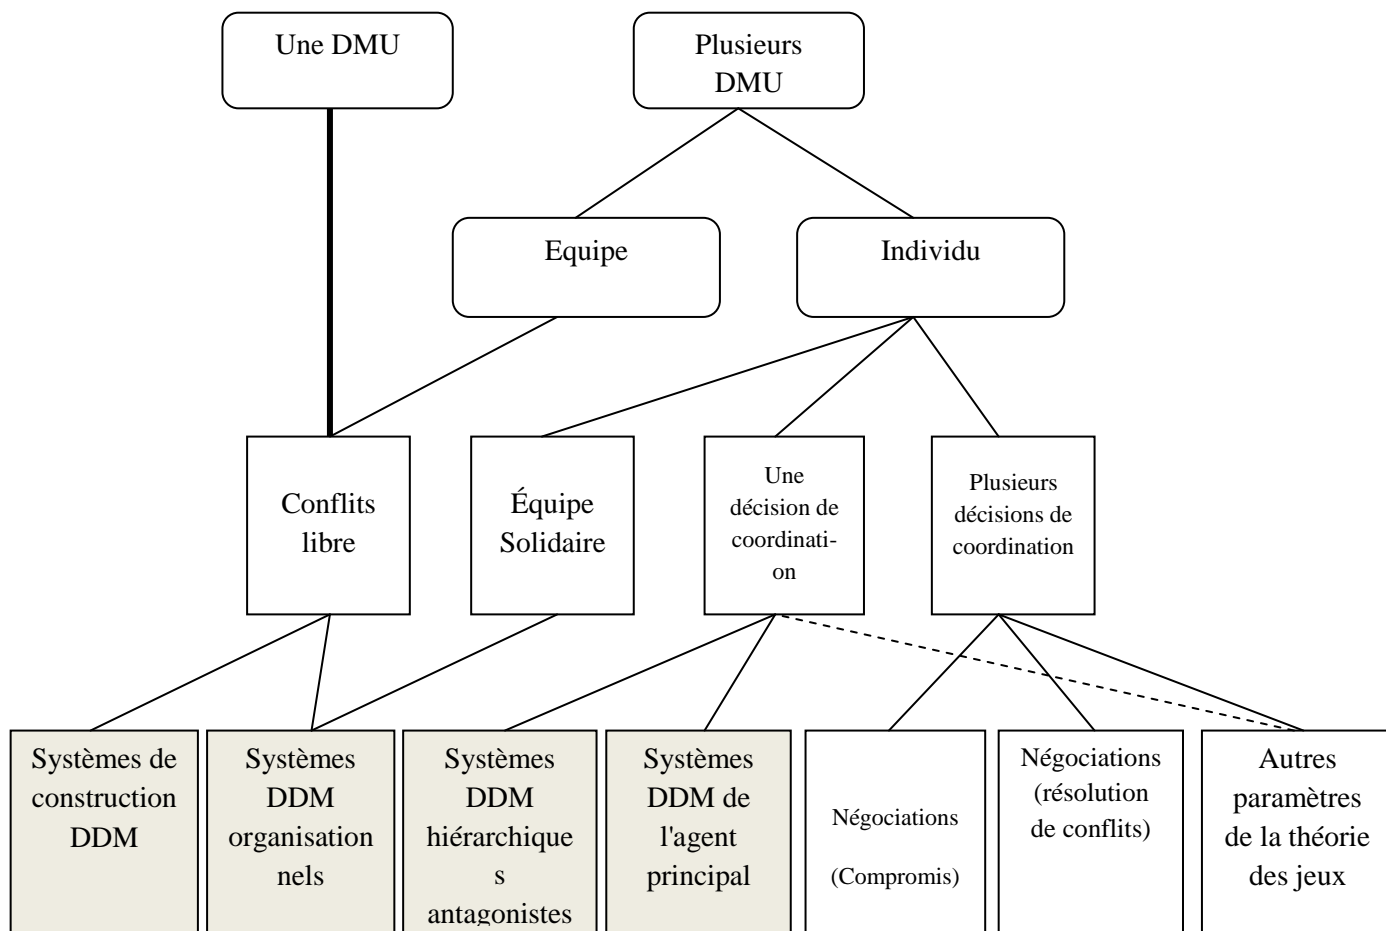 Une DMU
Plusieurs
DMU
Equipe
Individu
Conflits
libre
Équipe
Solidaire
Une
décision de
coordinati-
on
Plusieurs
décisions de
coordination
Systèmes de
construction
DDM
Systèmes
DDM
organisation
nels
Systèmes
DDM
hiérarchique
s
antagonistes
Systèmes
DDM de
l'agent
principal
Négociations
(Compromis)
Négociations
(résolution
de conflits)
Autres
paramètres
de la théorie
des jeux